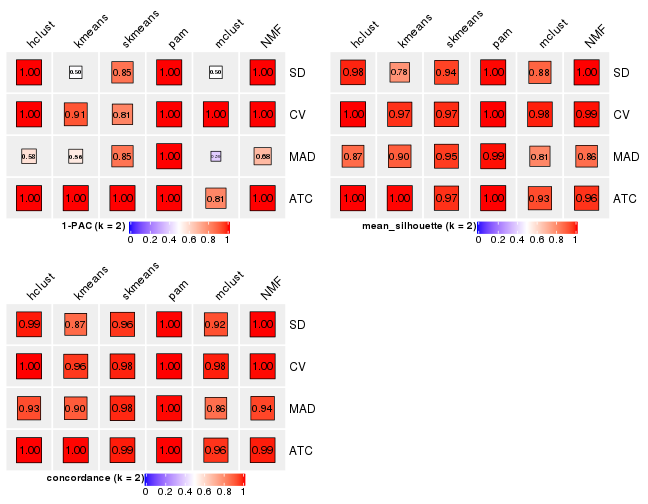 hclust kmeans skmeans pam mclust NMF
1.00 0.50 0.85 1.00 0.50 1.00 SD
1.00 0.91 0.81 1.00 1.00 1.00 CV
0.58 0.56 0.85 1.00 0.68 MAD
1.00 1.00 1.00 1.00 0.81 1.00 ATC
1-PAC (k = 2)
0 0.2 0.4 0.6 0.8 1
hclust kmeans skmeans pam mclust NMF
0.98 0.78 0.94 1.00 0.88 1.00 SD
1.00 0.97 0.97 1.00 0.98 0.99 CV
0.87 0.90 0.95 0.99 0.81 0.86 MAD
1.00 1.00 0.97 1.00 0.93 0.96 ATC
mean_silhouette (k = 2)
0 0.2 0.4 0.6 0.8 1
hclust kmeans skmeans pam mclust NMF
0.99 0.87 0.96 1.00 0.92 1.00 SD
1.00 0.96 0.98 1.00 0.98 1.00 CV
0.93 0.90 0.98 1.00 0.86 0.94 MAD
1.00 1.00 0.99 1.00 0.96 0.99 ATC
concordance (k = 2)
0 0.2 0.4 0.6 0.8 1